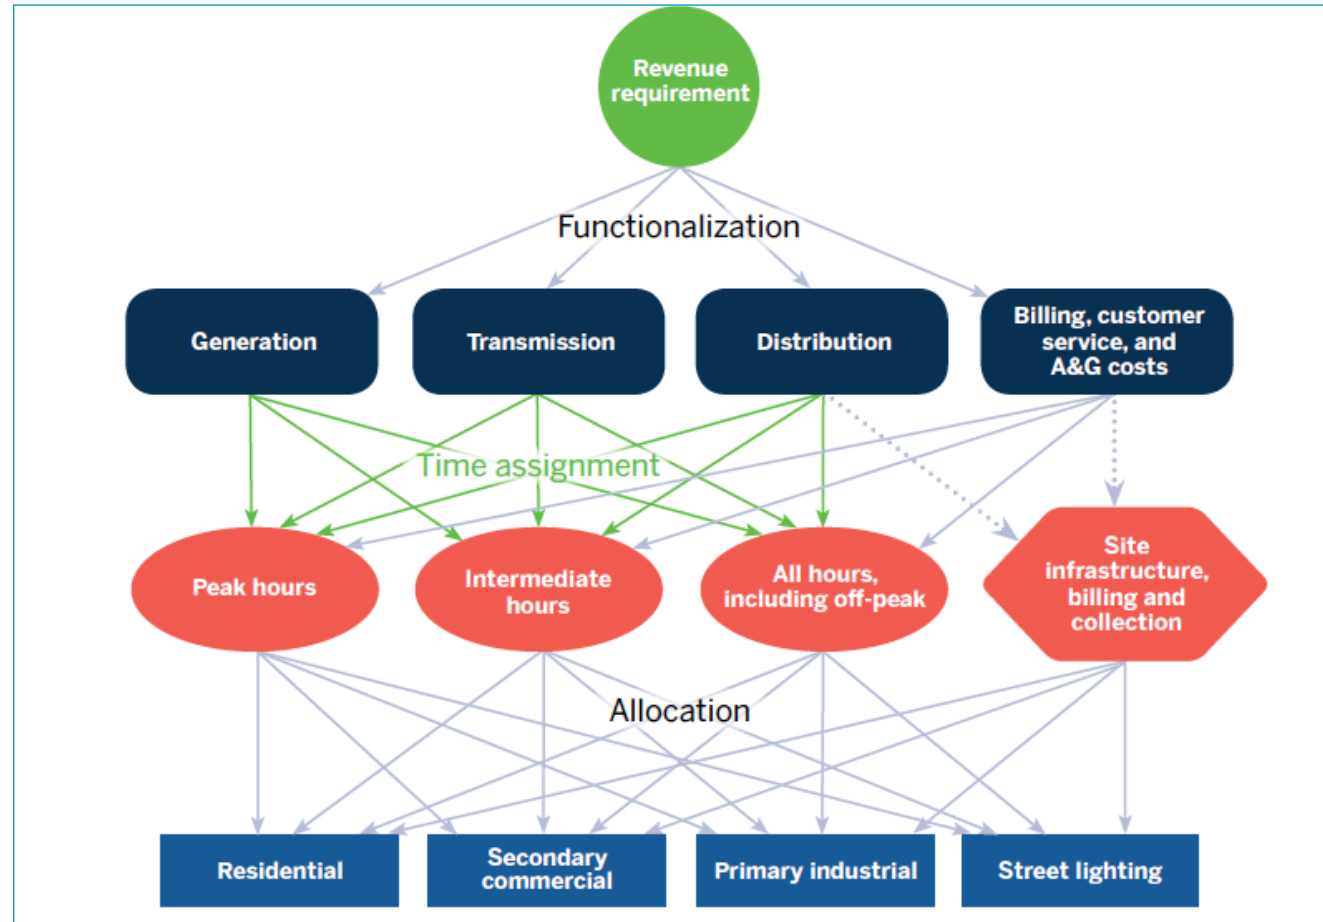 Revenue
requirement
Functionalization
Generation
Transmission
Distribution
Billing, customer
service, and
A&G costs
Time assignment
Peak hours
Intermediate
hours
All hours,
including off-peak
Site
infrastructure,
billing and
collection
Allocation
Residential
Secondary
commercial
Primary industrial
Street lighting